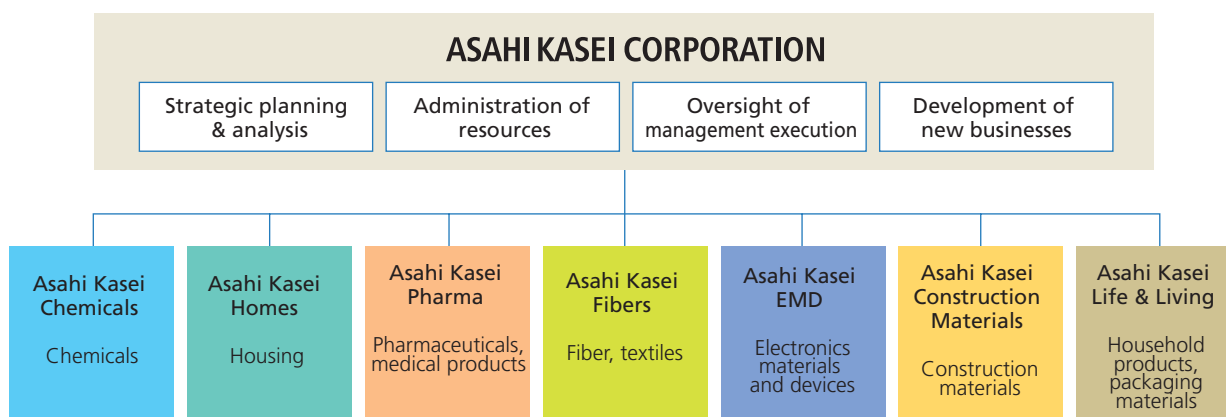 ASAHI KASEI CORPORATION
Strategic planning
& analysis
Administration of
resources
Oversight of
management execution
Development of
new businesses
Asahi Kasei
Chemicals
Chemicals
Asahi Kasei
Homes
Housing
Asahi Kasei
Pharma
Pharmaceuticals,
medical products
Asahi Kasei
Fibers
Fiber, textiles
Asahi Kasei
EMD
Electronics
materials
and devices
Asahi Kasei
Construction
Materials
Construction
materials
Asahi Kasei
Life & Living
Household
products,
packaging
materials